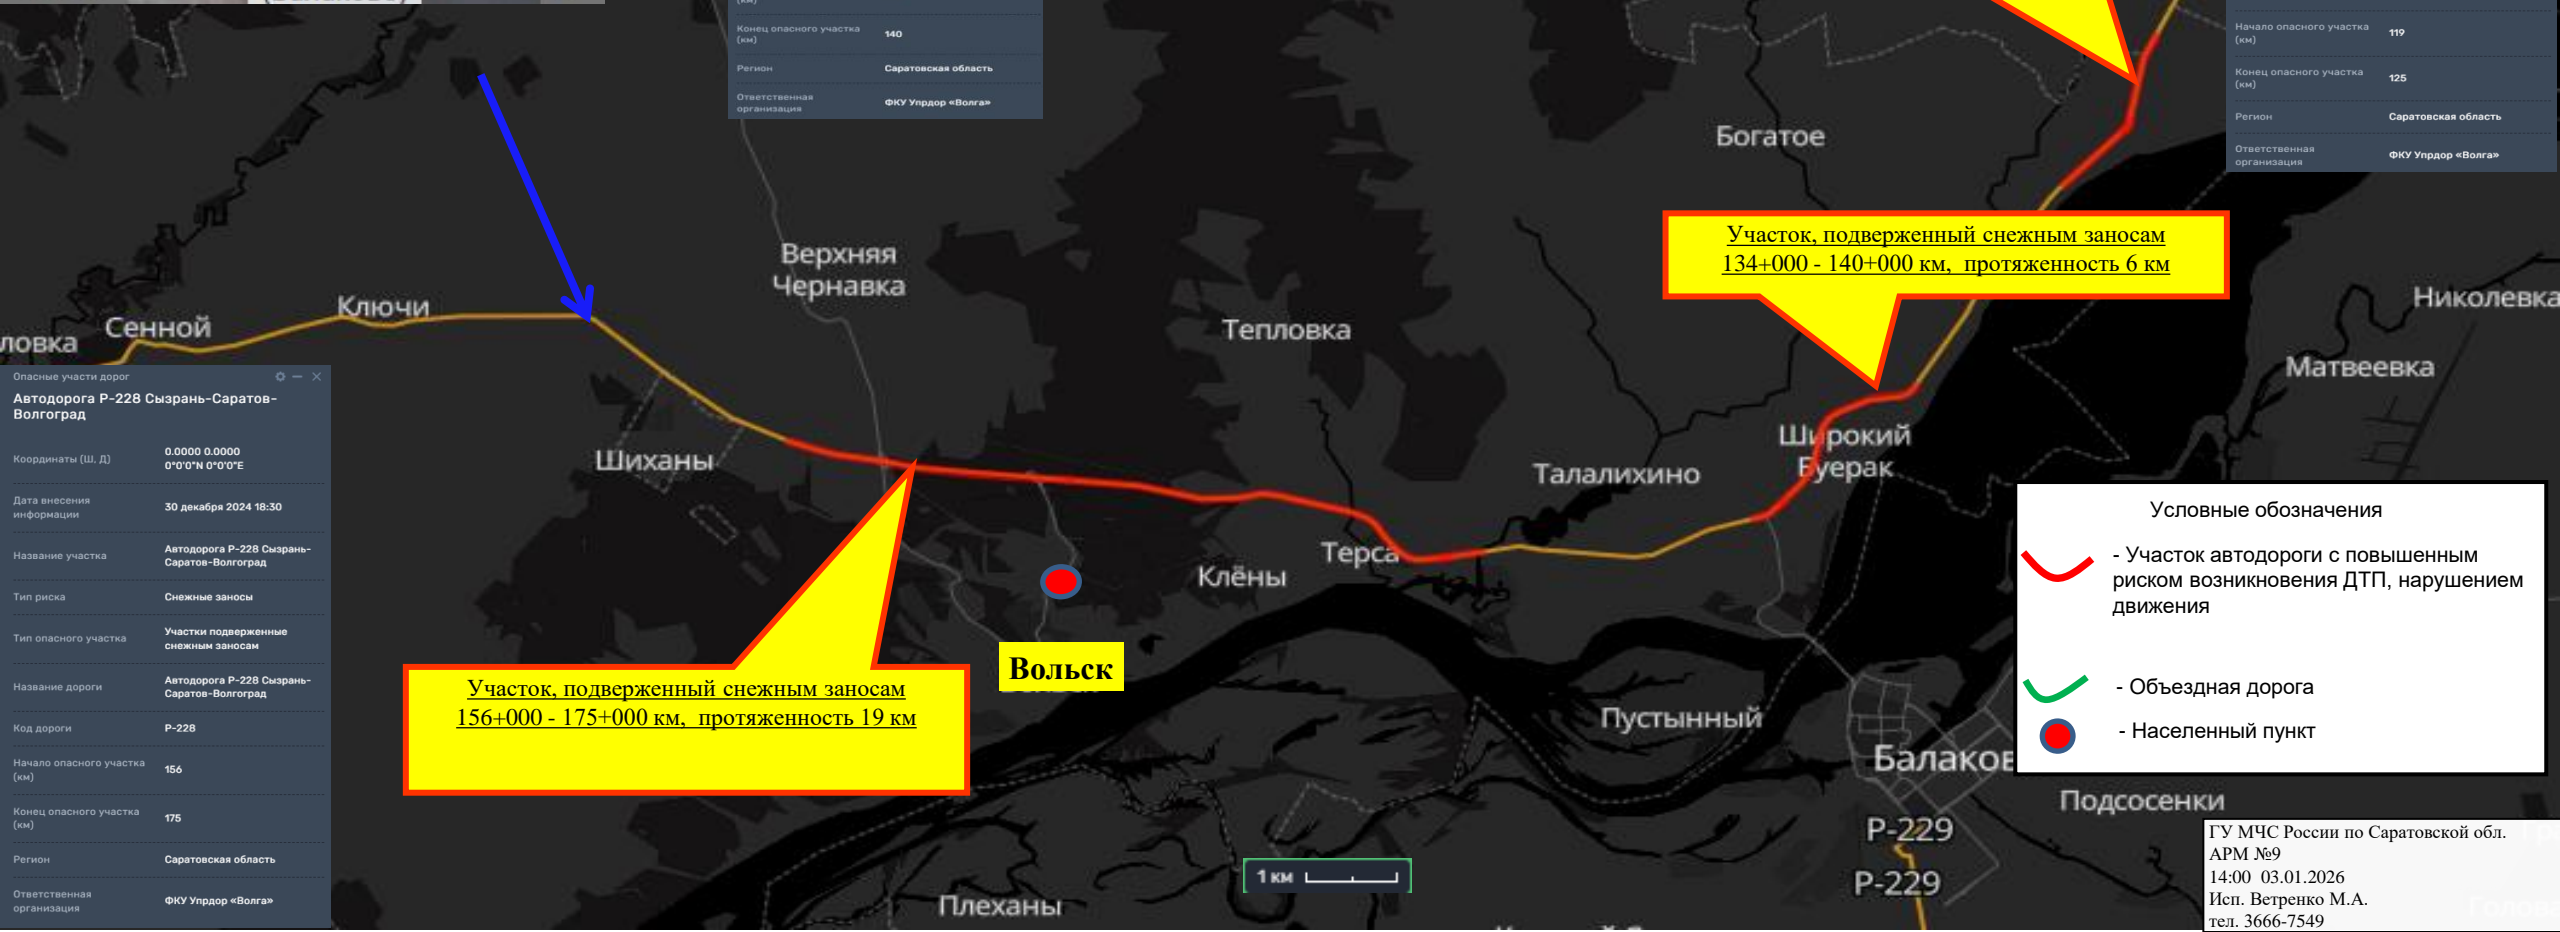 Конец опасного участка
(км)
140
Регион
Саратовская область
Ответственная
организация
ФКУ Упрдор «Волга»
Начало опасного участка
(км)
119
Конец опасного участка
(км)
125
Регион
Саратовская область
Ответственная
организация
ФКУ Упрдор «Волга»
Богатое
Участок, подверженный снежным заносам
134+000 - 140+000 км, протяженность 6 км
Верхняя
Чернавка
Николевка
Ключи
Сенной
ловка
Тепловка
Матвеевка
Шиханы
Широкий
Буерак
Талалихино
Терса
Клёны
Опасные участи дорог
Автодорога Р-228 Сызрань-Саратов-
Волгоград
Координаты (Ш, Д)
0.0000 0.0000
0°0'0"N 0°0'0"E
Дата внесения
информации
30 декабря 2024 18:30
Название участка
Автодорога Р-228 Сызрань-
Саратов-Волгоград
Тип риска
Снежные заносы
Тип опасного участка
Участки подверженные
снежным заносам
Название дороги
Автодорога Р-228 Сызрань-
Саратов-Волгоград
Код дороги
Р-228
Начало опасного участка
(км)
156
Конец опасного участка
(км)
175
Регион
Саратовская область
Ответственная
организация
ФКУ Упрдор «Волга»
Вольск
Участок, подверженный снежным заносам
156+000 - 175+000 км, протяженность 19 км
Условные обозначения
- Участок автодороги с повышенным
риском возникновения ДТП, нарушением
движения
- Объездная дорога
- Населенный пункт
Пустынный
Балаков
Подсосенки
Р-229
Р-229
1 км
Плеханы
ГУ МЧС России по Саратовской обл.
АРМ №9
14:00 03.01.2026
Исп. Ветренко М.А.
тел. 3666-7549